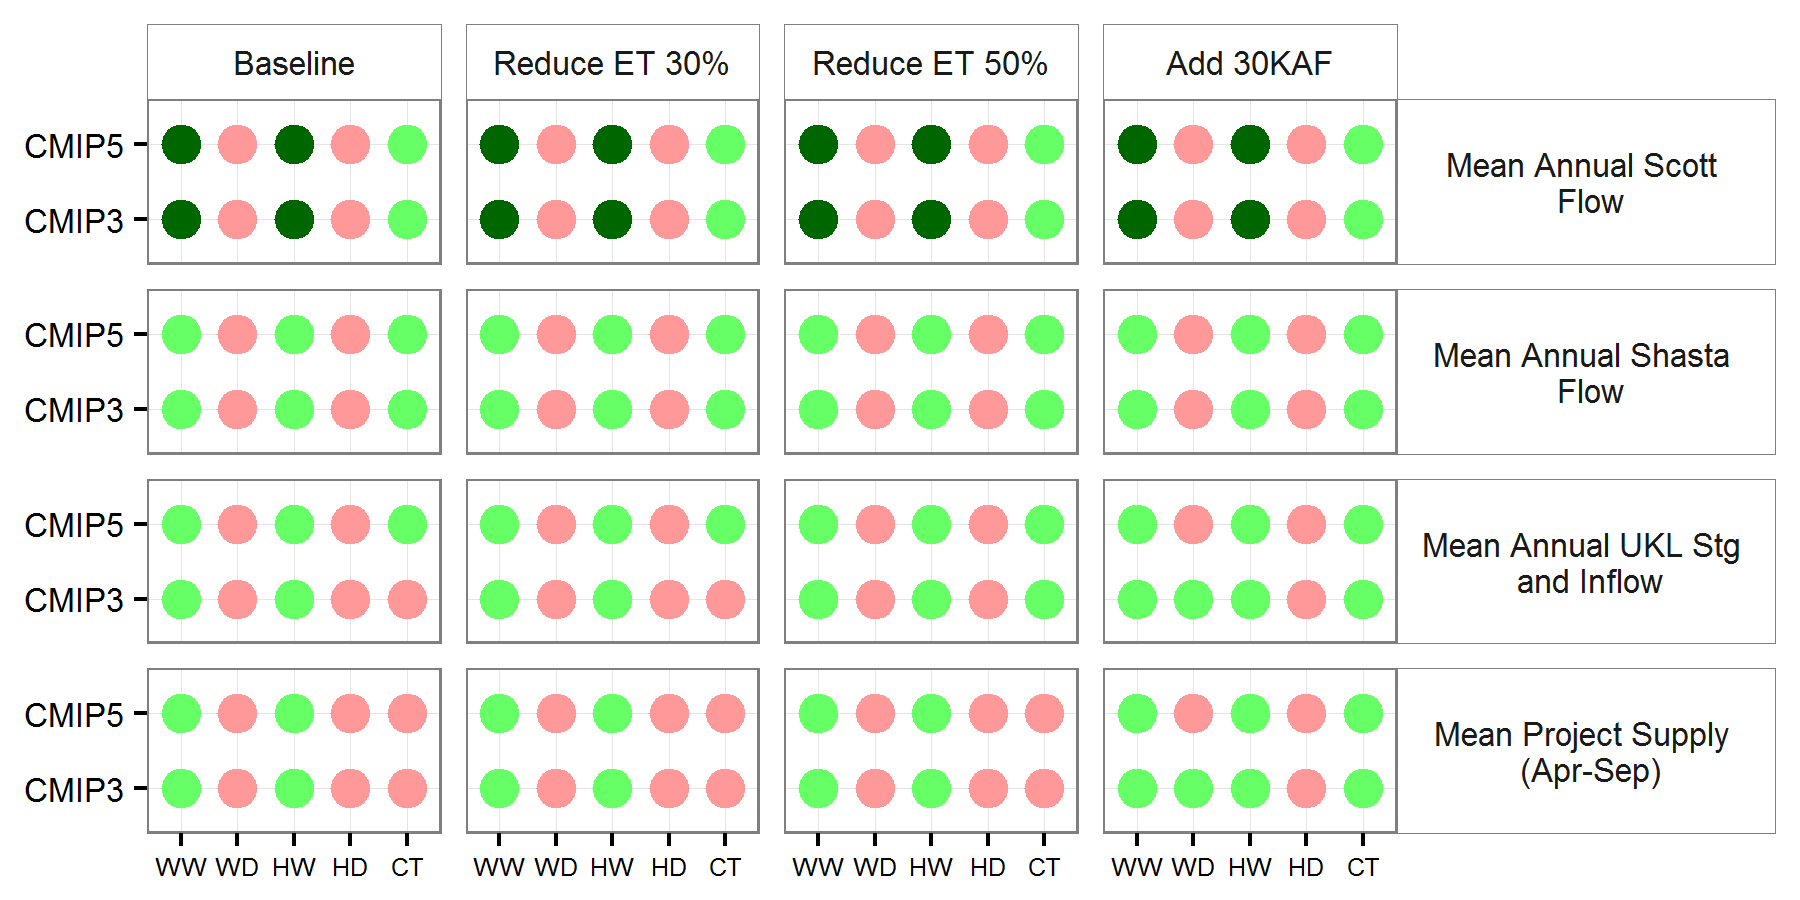 Baseline
Reduce ET 30%
Reduce ET 50%
Add 30KAF
CMIP5
CMIP3
Mean Annual Scott
Flow
CMIP5
CMIP3
Mean Annual Shasta
Flow
CMIP5
CMIP3
Mean Annual UKL Stg
and Inflow
CMIP5
CMIP3
Mean Project Supply
(Apr-Sep)
WW WD HW HD CT
WW WD HW HD CT
WW WD HW HD CT
WW WD HW HD CT